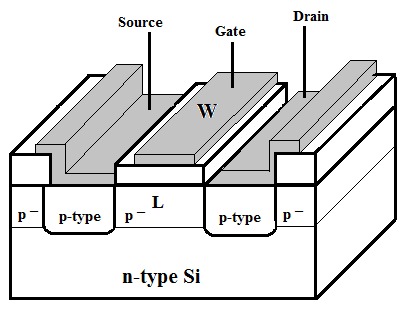 Source
Gate
Drain
W
L
p – p-type p – p-type p –
n-type Si